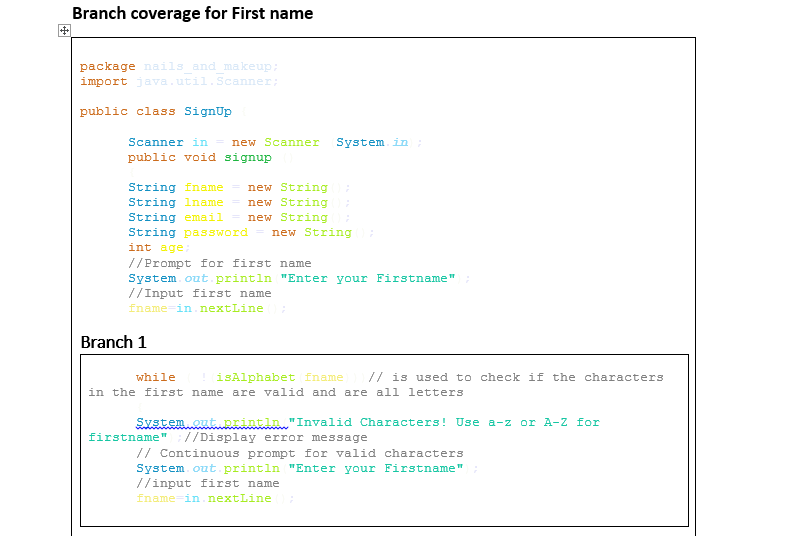 Branch coverage for First name
package nails_and_makeup;
import java.util.Scanner;
public class SignUp
Scanner in = new Scanner (System.in ;
public void signup
String fname = new String ;
String lname = new String ;
String email = new String ;
String password = new String ;
int age;
//Prompt for first name
System.out.println "Enter your Firstname" ;
//Input first name
fname=in.nextLine ;
Branch 1
while ! isAlphabet fname // is used to check if the characters
in the first name are valid and are all letters
System.out.println "Invalid Characters! Use a-z or A-Z for
firstname" ;//Display error message
// Continuous prompt for valid characters
System.out.println "Enter your Firstname" ;
//input first name
fname=in.nextLine ;